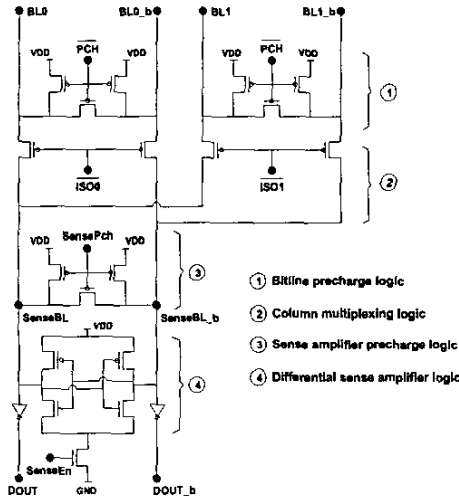 BL0 BL0_b BL1 BL1_b
PCH PCH
VDD VDD VDD VDD
1
ISO0 ISO1
2
SensePch
VDD VDD
3
SenseBL SenseBL_b
VDD
4
SenseEn
DOUT GND DOUT_b
1 Bitline precharge logic
2 Column multiplexing logic
3 Sense amplifier precharge logic
4 Differential sense amplifier logic